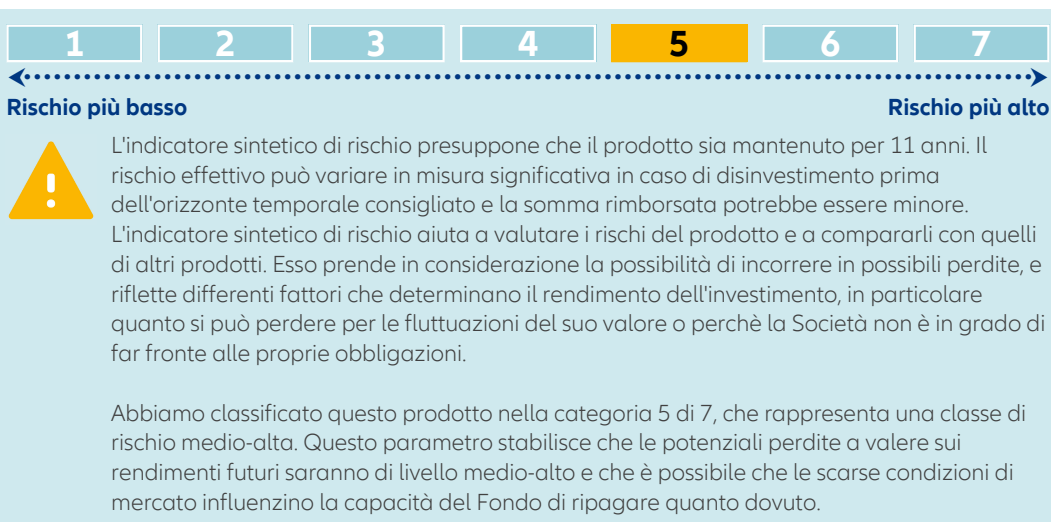 1 2 3 4 5 6 7
Rischio più basso Rischio più alto
L'indicatore sintetico di rischio presuppone che il prodotto sia mantenuto per 11 anni. Il
rischio effettivo può variare in misura significativa in caso di disinvestimento prima
dell'orizzonte temporale consigliato e la somma rimborsata potrebbe essere minore.
L'indicatore sintetico di rischio aiuta a valutare i rischi del prodotto e a compararli con quelli
di altri prodotti. Esso prende in considerazione la possibilità di incorrere in possibili perdite, e
riflette differenti fattori che determinano il rendimento dell'investimento, in particolare
quanto si può perdere per le fluttuazioni del suo valore o perchè la Società non è in grado di
far fronte alle proprie obbligazioni.
Abbiamo classificato questo prodotto nella categoria 5 di 7, che rappresenta una classe di
rischio medio-alta. Questo parametro stabilisce che le potenziali perdite a valere sui
rendimenti futuri saranno di livello medio-alto e che è possibile che le scarse condizioni di
mercato influenzino la capacità del Fondo di ripagare quanto dovuto.